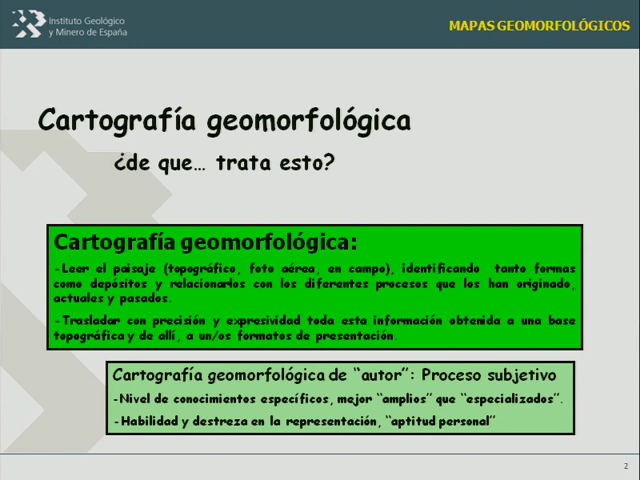 Instituto Geológico
y Minero de España
MAPAS GEOMORFOLÓGICOS
Cartografía geomorfológica
¿de que... trata esto?
Cartografía geomorfológica:
-Leer el paisaje (topográfico, foto aérea, en campo), identificando tanto formas
como depósitos y relacionarlos con los diferentes procesos que los han originado,
actuales y pasados.
-Trasladar con precisión y expresividad toda esta información obtenida a una base
topográfica y de allí, a un/os formatos de presentación.
Cartografía geomorfológica de “autor”: Proceso subjetivo
-Nivel de conocimientos específicos, mejor “amplios” que “especializados”.
-Habilidad y destreza en la representación, “aptitud personal”
2